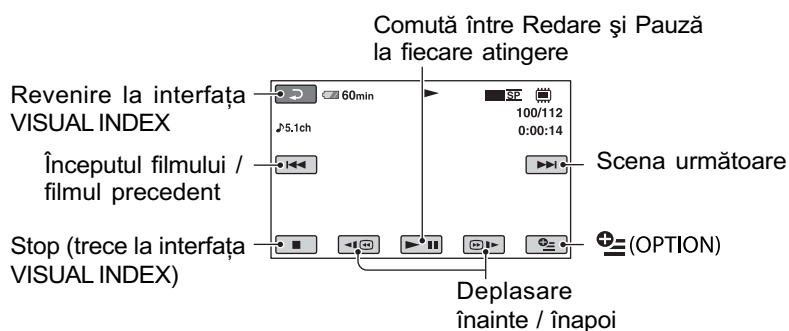 Comută între Redare şi Pauză
la fiecare atingere
Revenire la interfaţa
VISUAL INDEX
60min
SP
100/112
♪5.1ch
0:00:14
Începutul filmului /
filmul precedent
Scena următoare
Stop (trece la interfaţa
VISUAL INDEX)
(OPTION)
Deplasare
înainte / înapoi